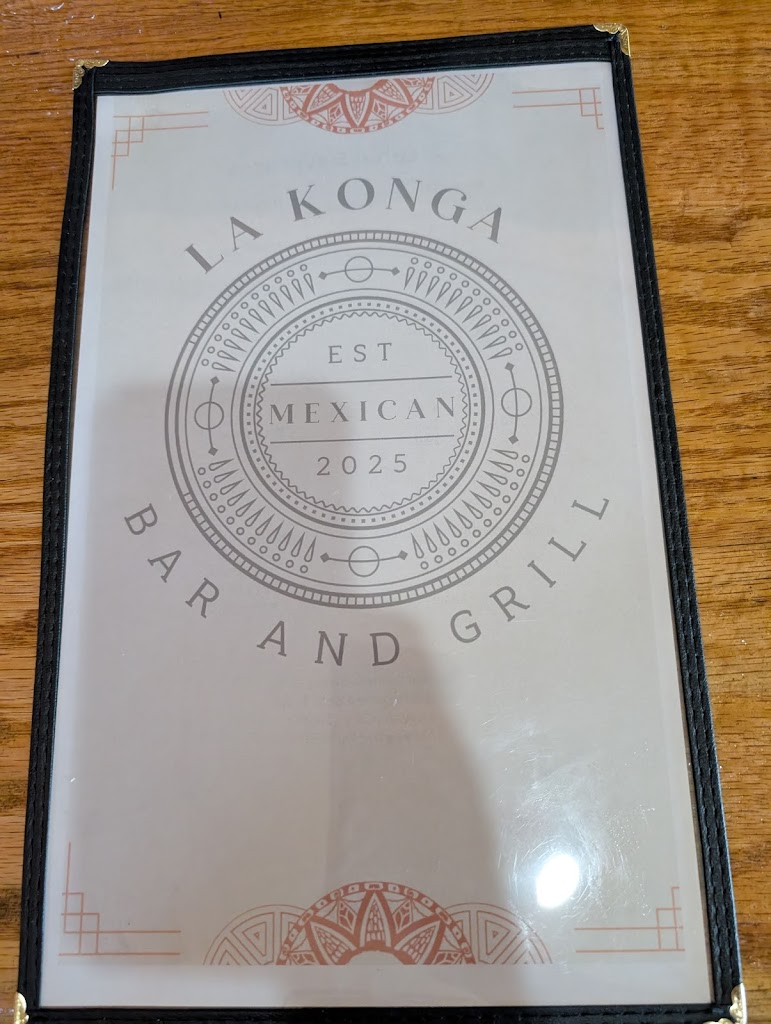 LA KONGA
EST
MEXICAN
2025
BAR AND GRILL